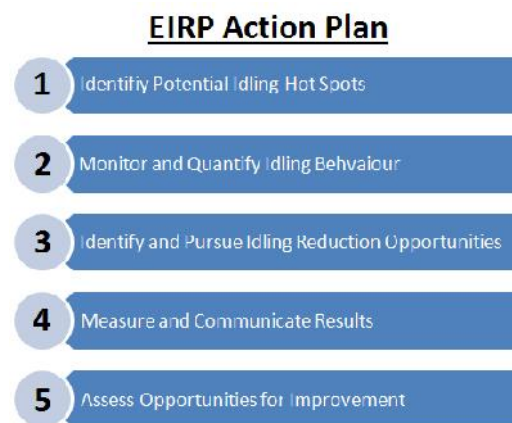 EIRP Action Plan
1 Identifiy Potential Idling Hot Spots
2 Monitor and Quantify Idling Behvaiour
3 Identify and Pursue Idling Reduction Opportunities
4 Measure and Communicate Results
5 Assess Opportunities for Improvement